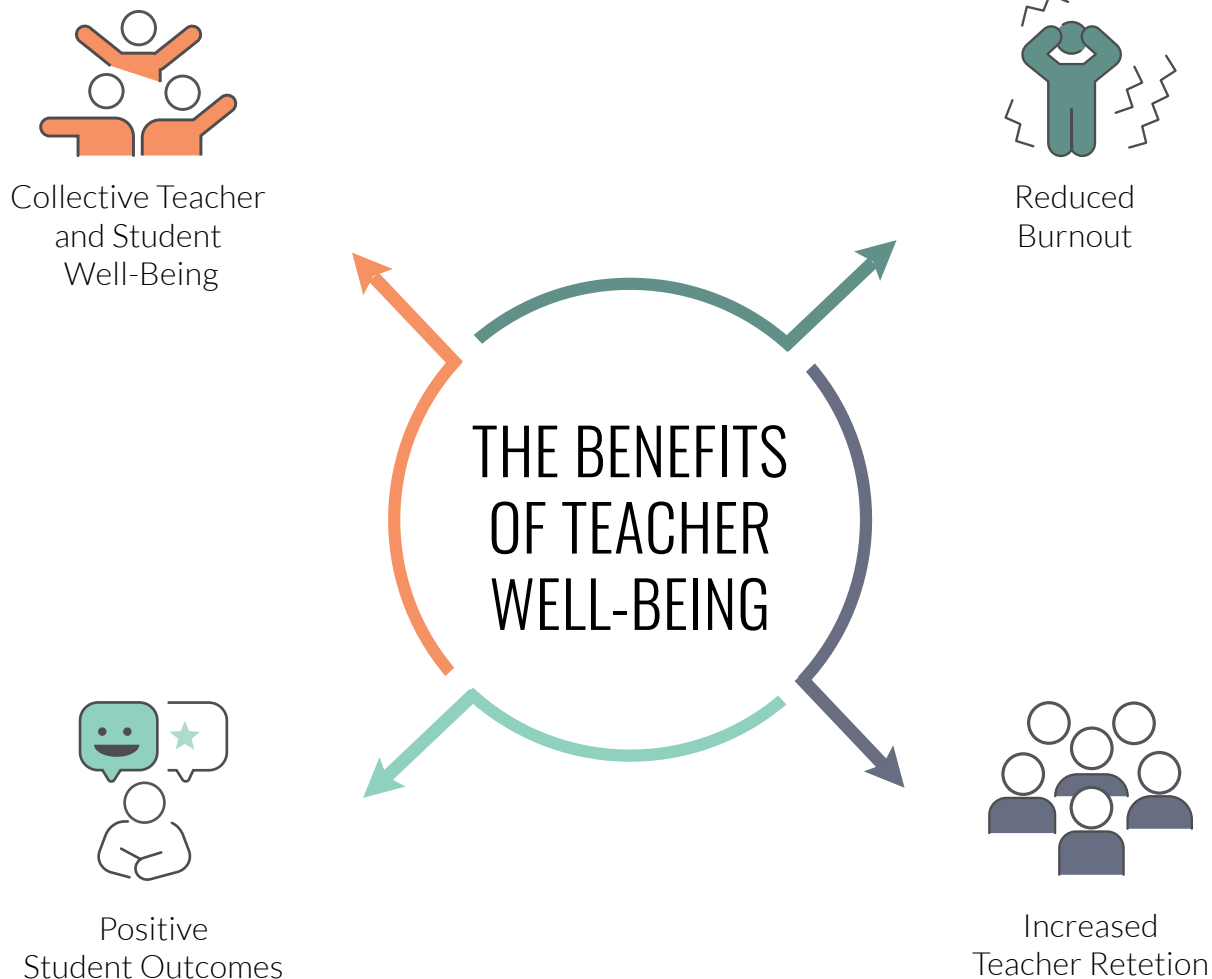 Collective Teacher
and Student
Well-Being
Reduced
Burnout
THE BENEFITS
OF TEACHER
WELL-BEING
Positive
Student Outcomes
Increased
Teacher Retetion